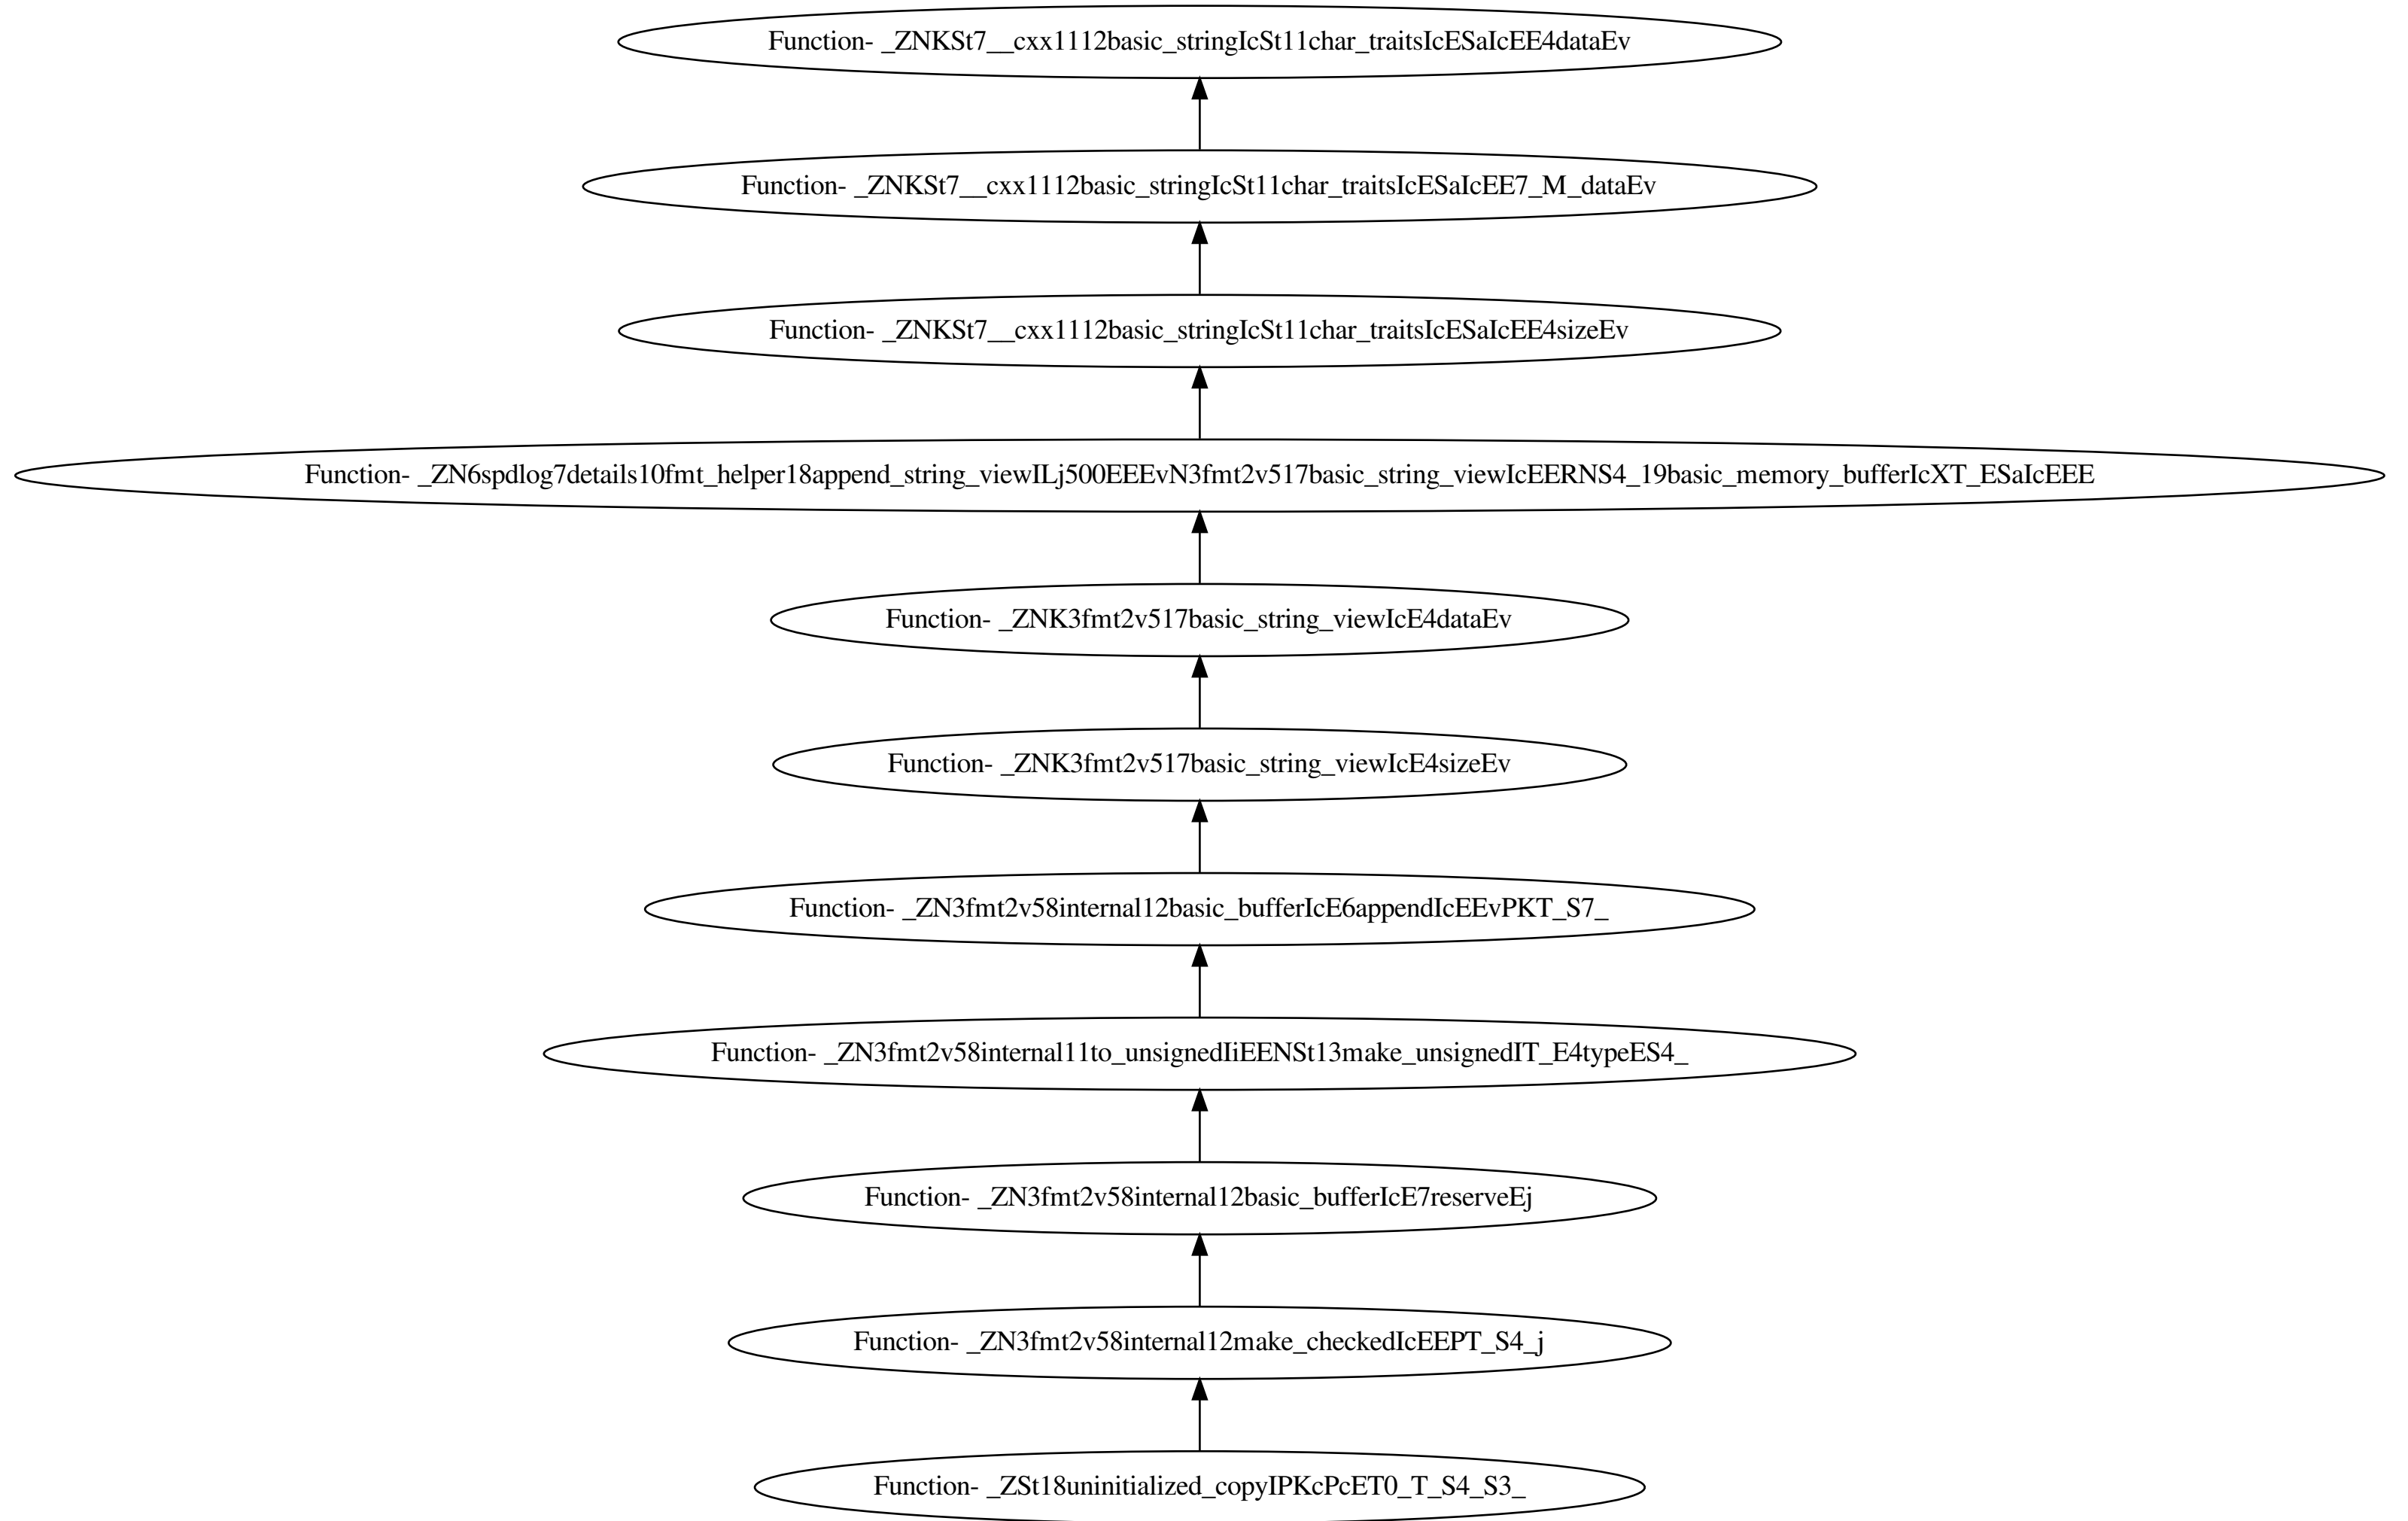 Function- _ZNKSt7__cxx1112basic_stringIcSt11char_traitsIcESaIcEE4dataEv
Function- _ZNKSt7__cxx1112basic_stringIcSt11char_traitsIcESaIcEE7_M_dataEv
Function- _ZNKSt7__cxx1112basic_stringIcSt11char_traitsIcESaIcEE4sizeEv
Function- _ZN6spdlog7details10fmt_helper18append_string_viewILj500EEEvN3fmt2v517basic_string_viewIcEERNS4_19basic_memory_bufferIcXT_ESaIcEEE
Function- _ZNK3fmt2v517basic_string_viewIcE4dataEv
Function- _ZNK3fmt2v517basic_string_viewIcE4sizeEv
Function- _ZN3fmt2v58internal12basic_bufferIcE6appendIcEEvPKT_S7_
Function- _ZN3fmt2v58internal11to_unsignedIiEENSt13make_unsignedIT_E4typeES4_
Function- _ZN3fmt2v58internal12basic_bufferIcE7reserveEj
Function- _ZN3fmt2v58internal12make_checkedIcEEPT_S4_j
Function- _ZSt18uninitialized_copyIPKcPcET0_T_S4_S3_